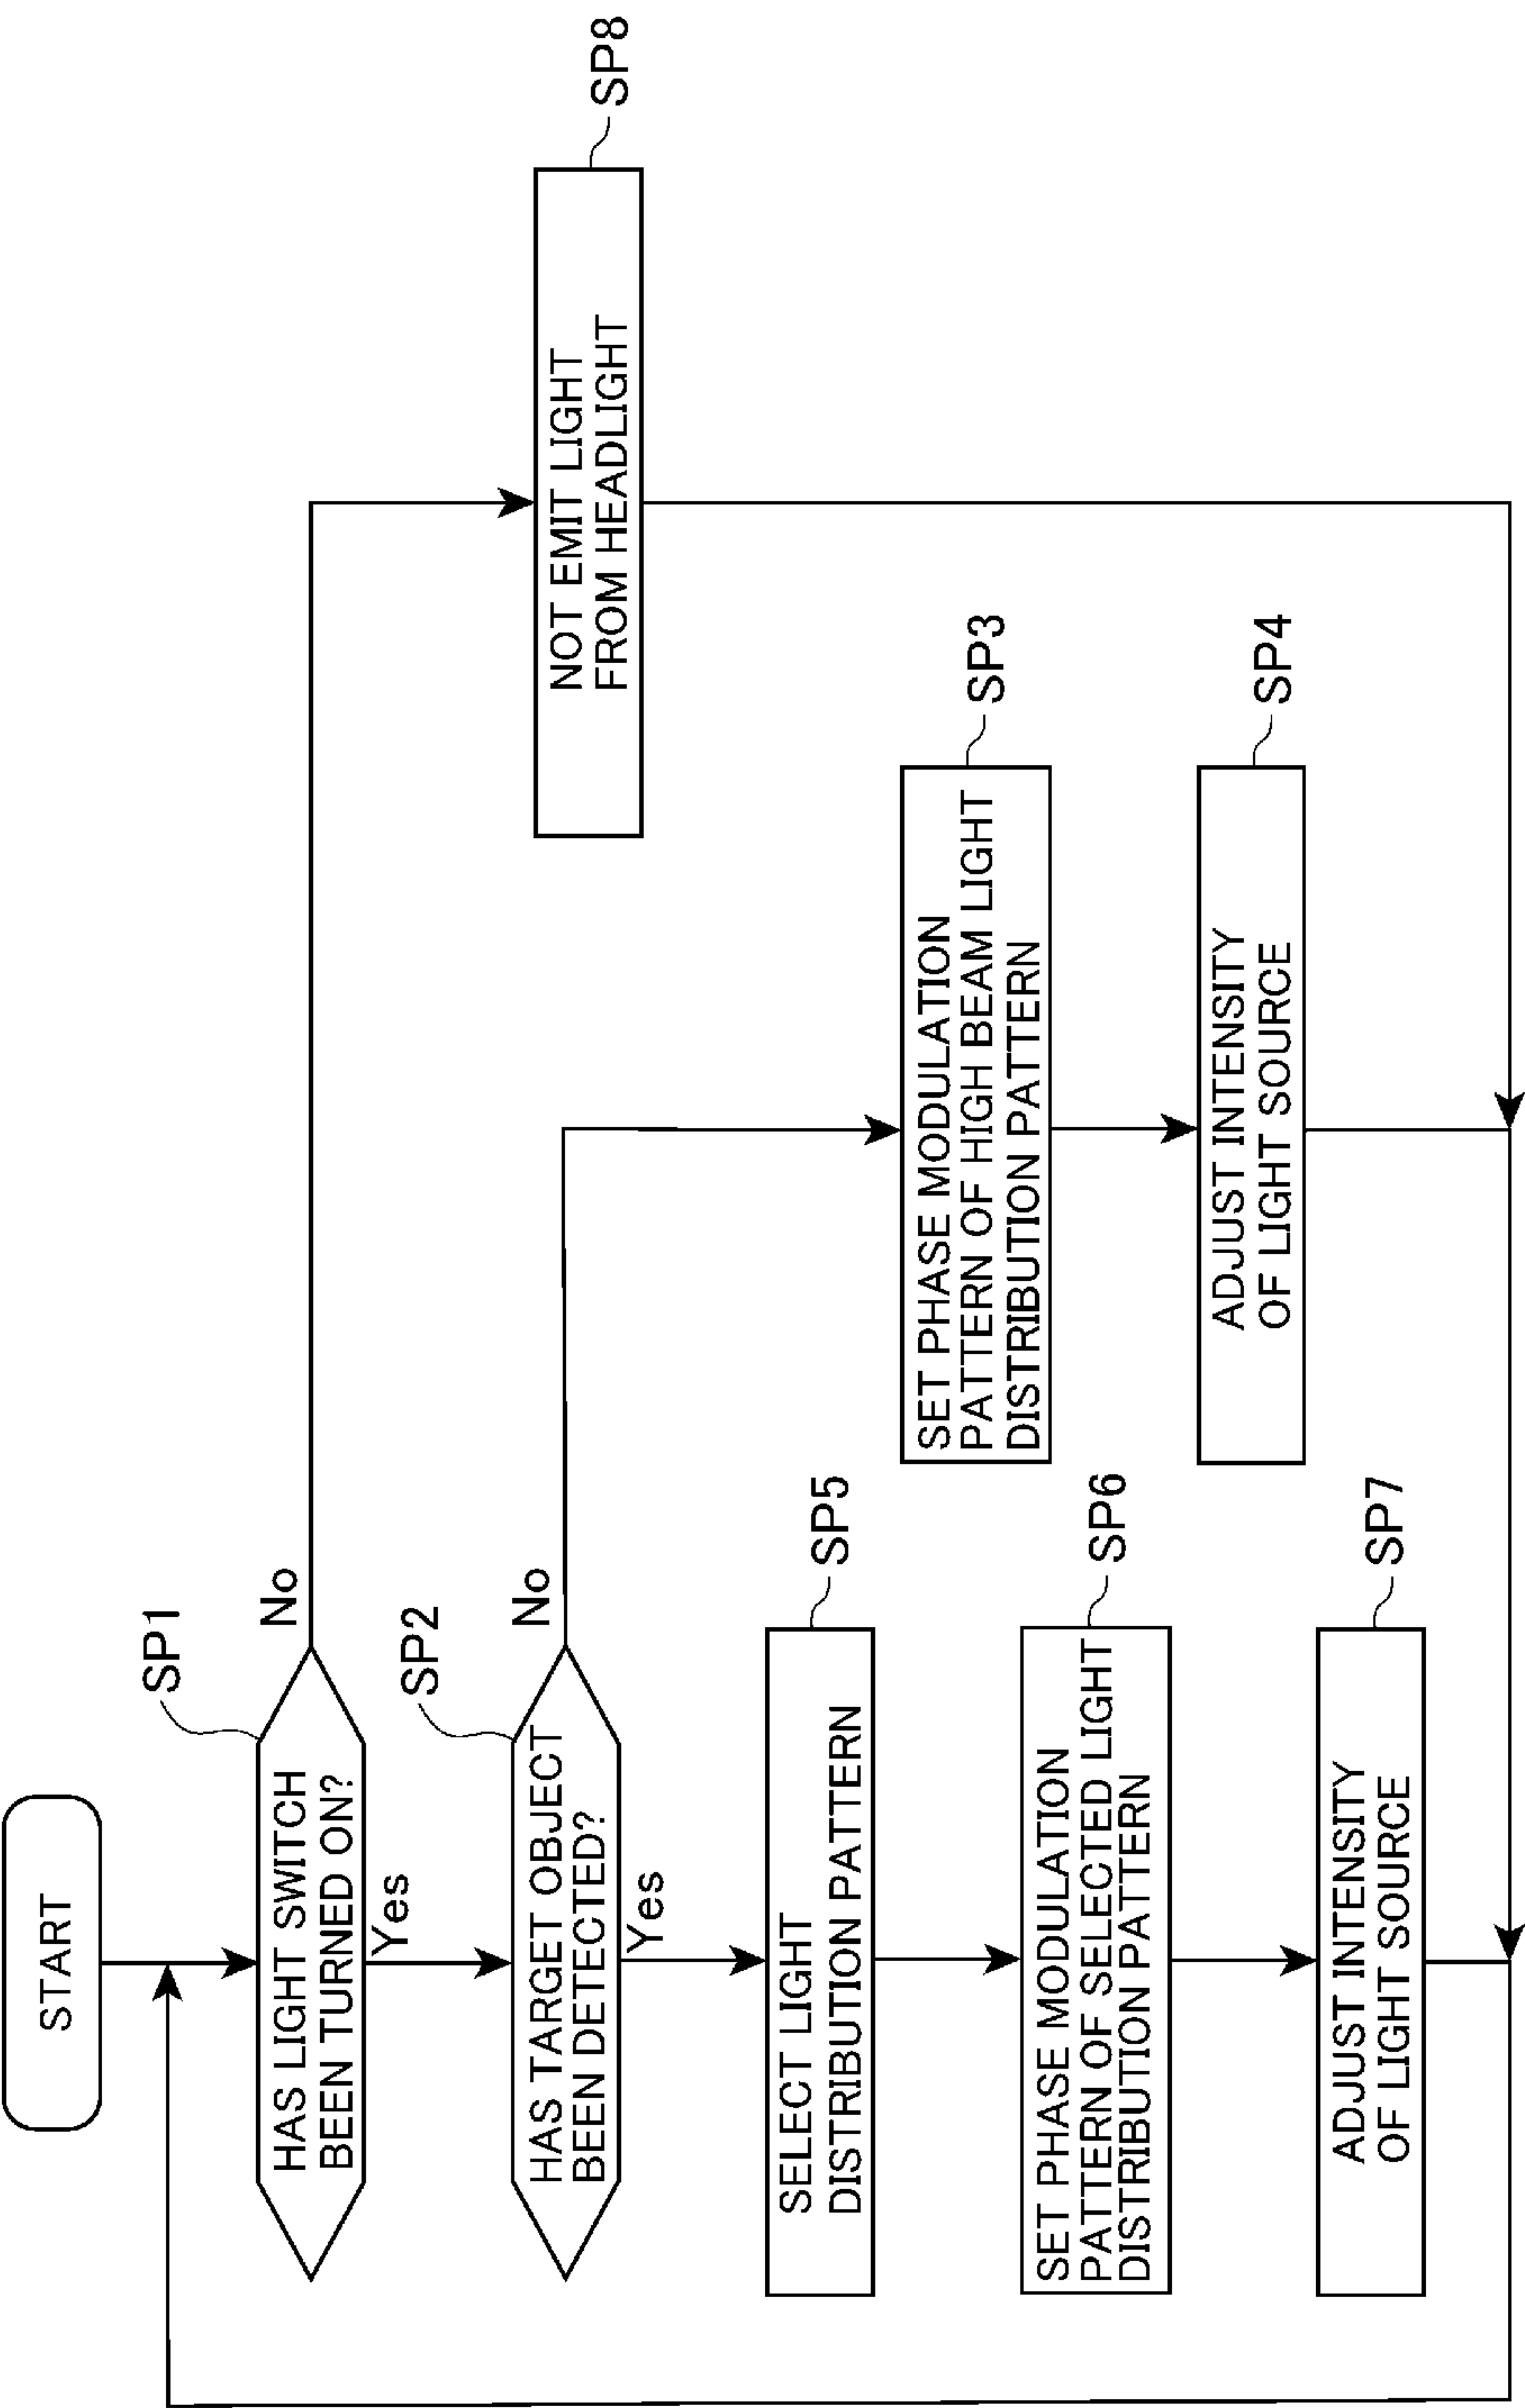 START
SP1
HAS LIGHT SWITCH
BEEN TURNED ON?
No
Yes
SP2
HAS TARGET OBJECT
BEEN DETECTED?
No
Yes
SP8
NOT EMIT LIGHT
FROM HEADLIGHT
SP5
SELECT LIGHT
DISTRIBUTION PATTERN
SP3
SET PHASE MODULATION
PATTERN OF HIGH BEAM LIGHT
DISTRIBUTION PATTERN
SP6
SET PHASE MODULATION
PATTERN OF SELECTED LIGHT
DISTRIBUTION PATTERN
SP4
ADJUST INTENSITY
OF LIGHT SOURCE
SP7
ADJUST INTENSITY
OF LIGHT SOURCE